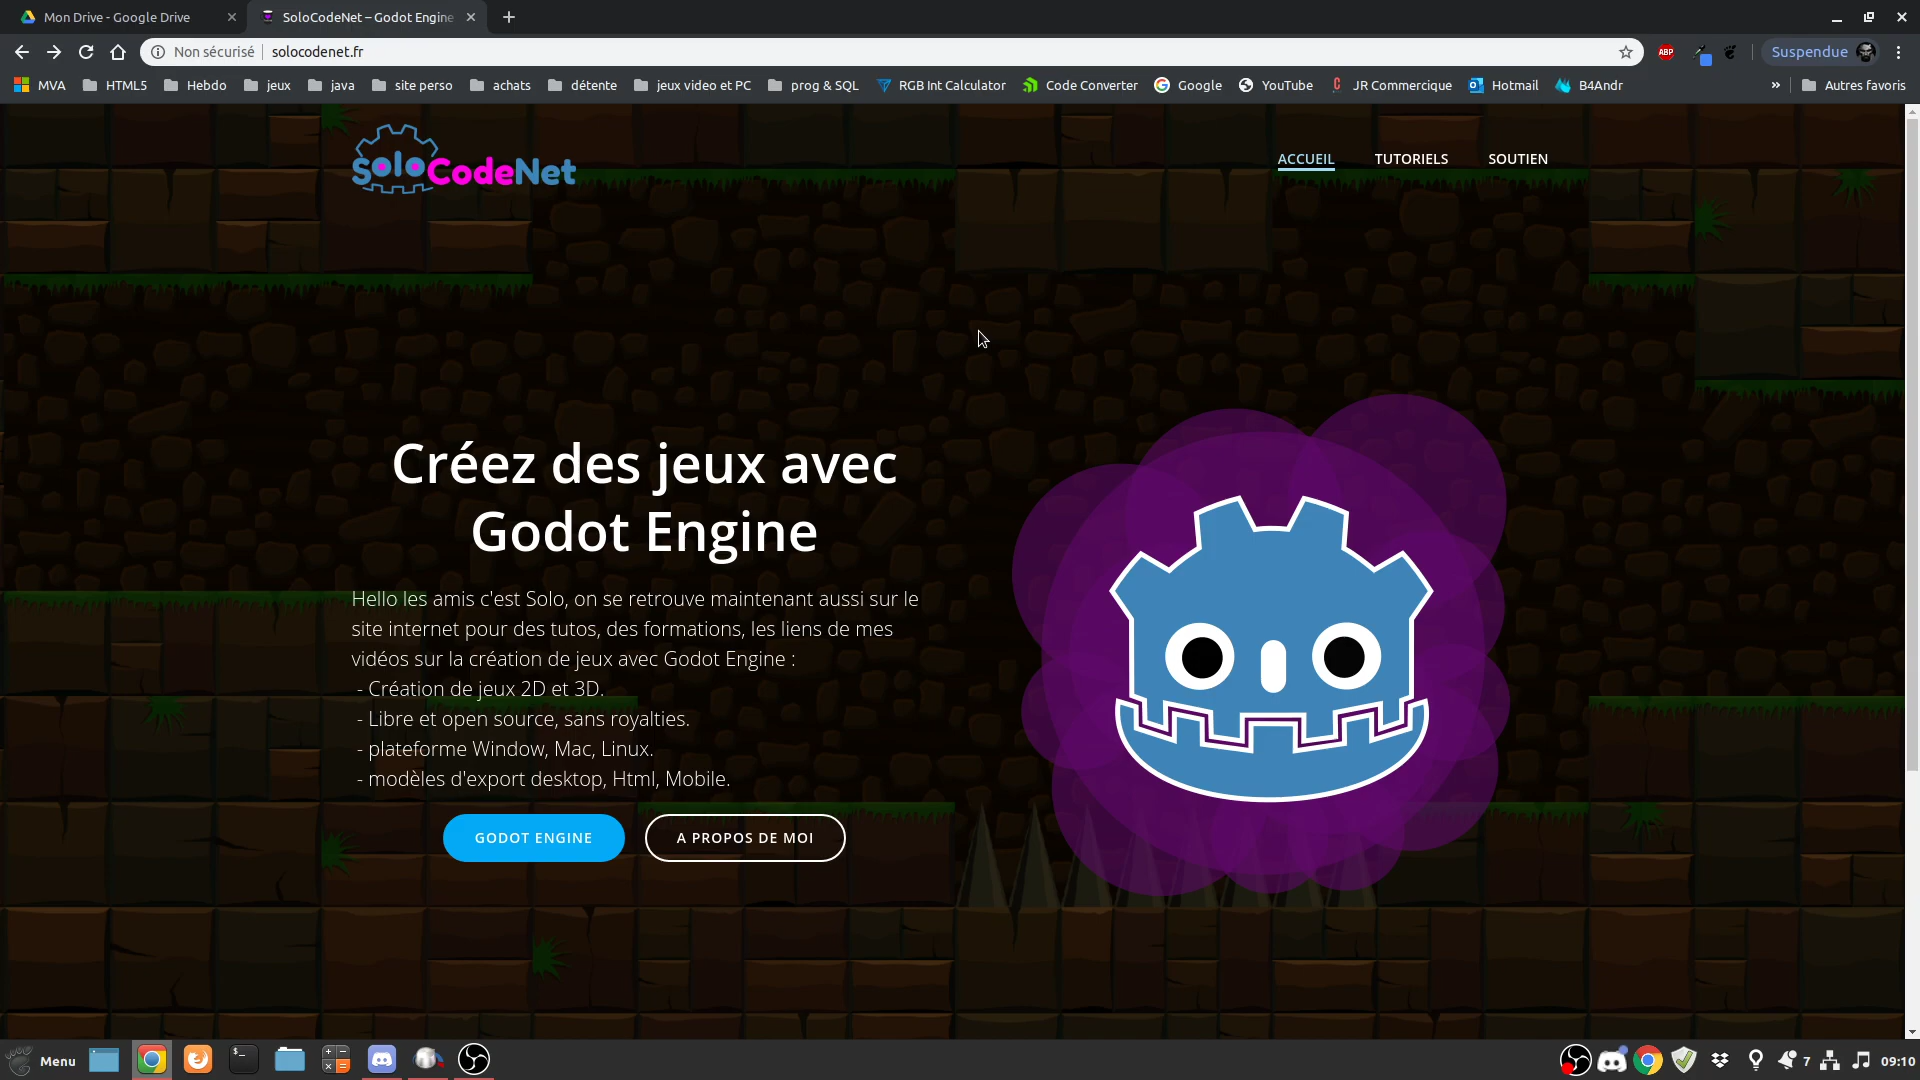 Mon Drive - Google Drive
SoloCodeNet – Godot Engine
Non sécurisé
solocodenet.fr
ABP
Suspendue
MVA
HTML5
Hebdo
jeux
java
site perso
achats
détente
jeux video et PC
prog & SQL
RGB Int Calculator
Code Converter
Google
YouTube
JR Commercique
Hotmail
B4Andr
»
Autres favoris
SoloCodeNet
ACCUEIL
TUTORIELS
SOUTIEN
Créez des jeux avec
Godot Engine
Hello les amis c'est Solo, on se retrouve maintenant aussi sur le
site internet pour des tutos, des formations, les liens de mes
vidéos sur la création de jeux avec Godot Engine :
- Création de jeux 2D et 3D.
- Libre et open source, sans royalties.
- plateforme Window, Mac, Linux.
- modèles d'export desktop, Html, Mobile.
GODOT ENGINE
A PROPOS DE MOI
Menu
7
09:10